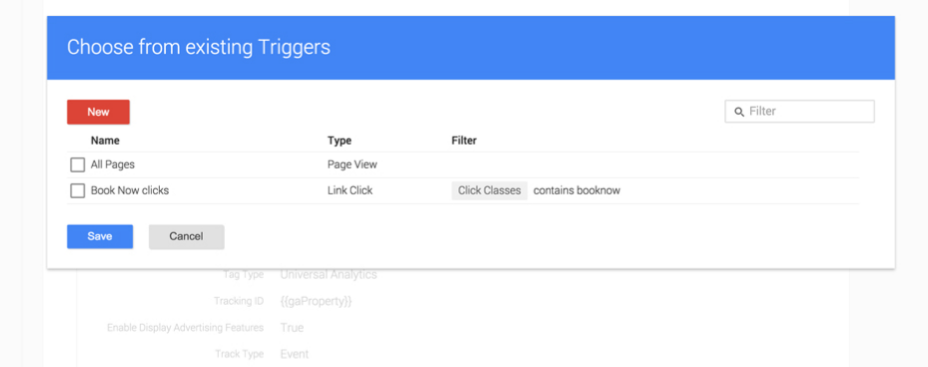 Choose from existing Triggers
New
Filter
Name Type Filter
All Pages Page View
Book Now clicks Link Click Click Classes contains booknow
Save Cancel
Tag Type Universal Analytics
Tracking ID {{gaProperty}}
Enable Display Advertising Features True
Track Type Event